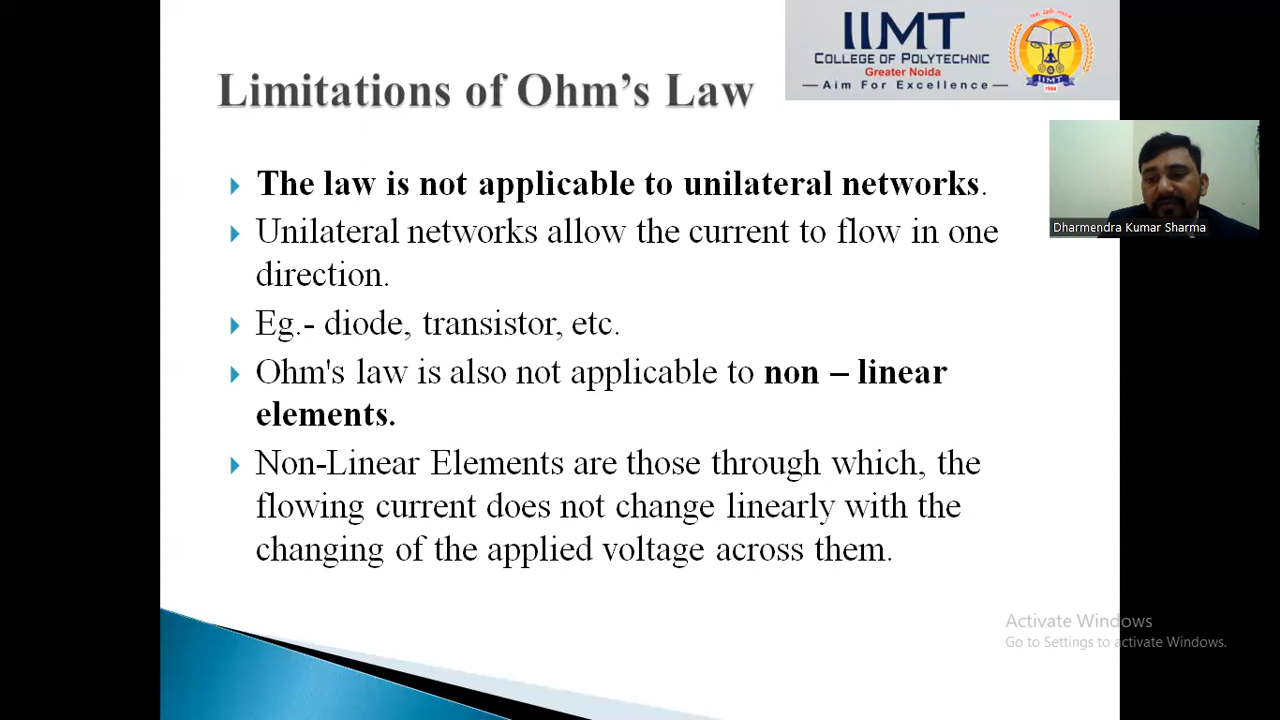 IIMT
COLLEGE OF POLYTECHNIC
Greater Noida
Aim For Excellence
IIMT
Limitations of Ohm's Law
The law is not applicable to unilateral networks.
Unilateral networks allow the current to flow in one
direction.
Eg.- diode, transistor, etc.
Ohm's law is also not applicable to non – linear
elements.
Non-Linear Elements are those through which, the
flowing current does not change linearly with the
changing of the applied voltage across them.
Dharmendra Kumar Sharma
Activate Windows
Go to Settings to activate Windows.